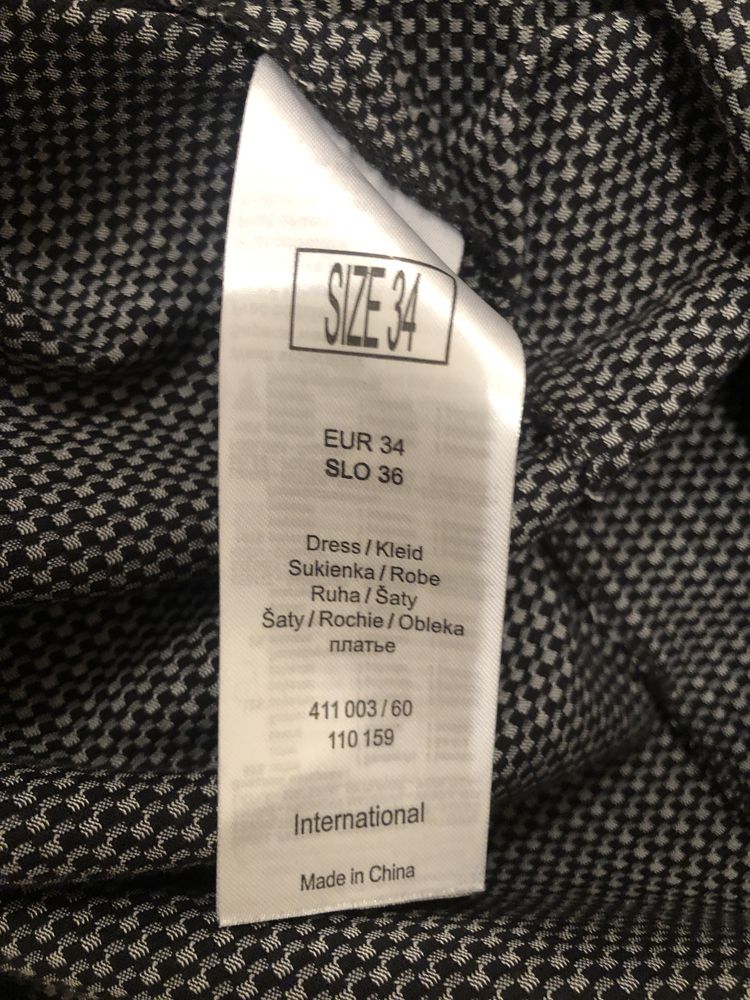 SIZE 34
EUR 34
SLO 36
Dress / Kleid
Sukienka / Robe
Ruha / Šaty
Šaty / Rochie / Obleka
платье
411 003 / 60
110 159
International
Made in China